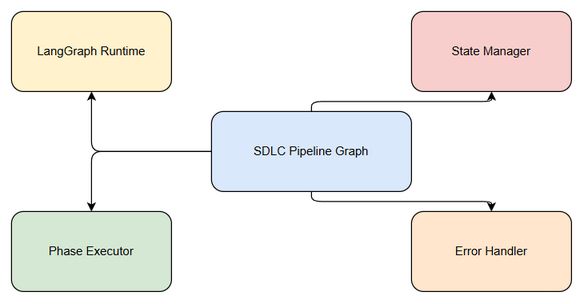 LangGraph Runtime
State Manager
SDLC Pipeline Graph
Phase Executor
Error Handler